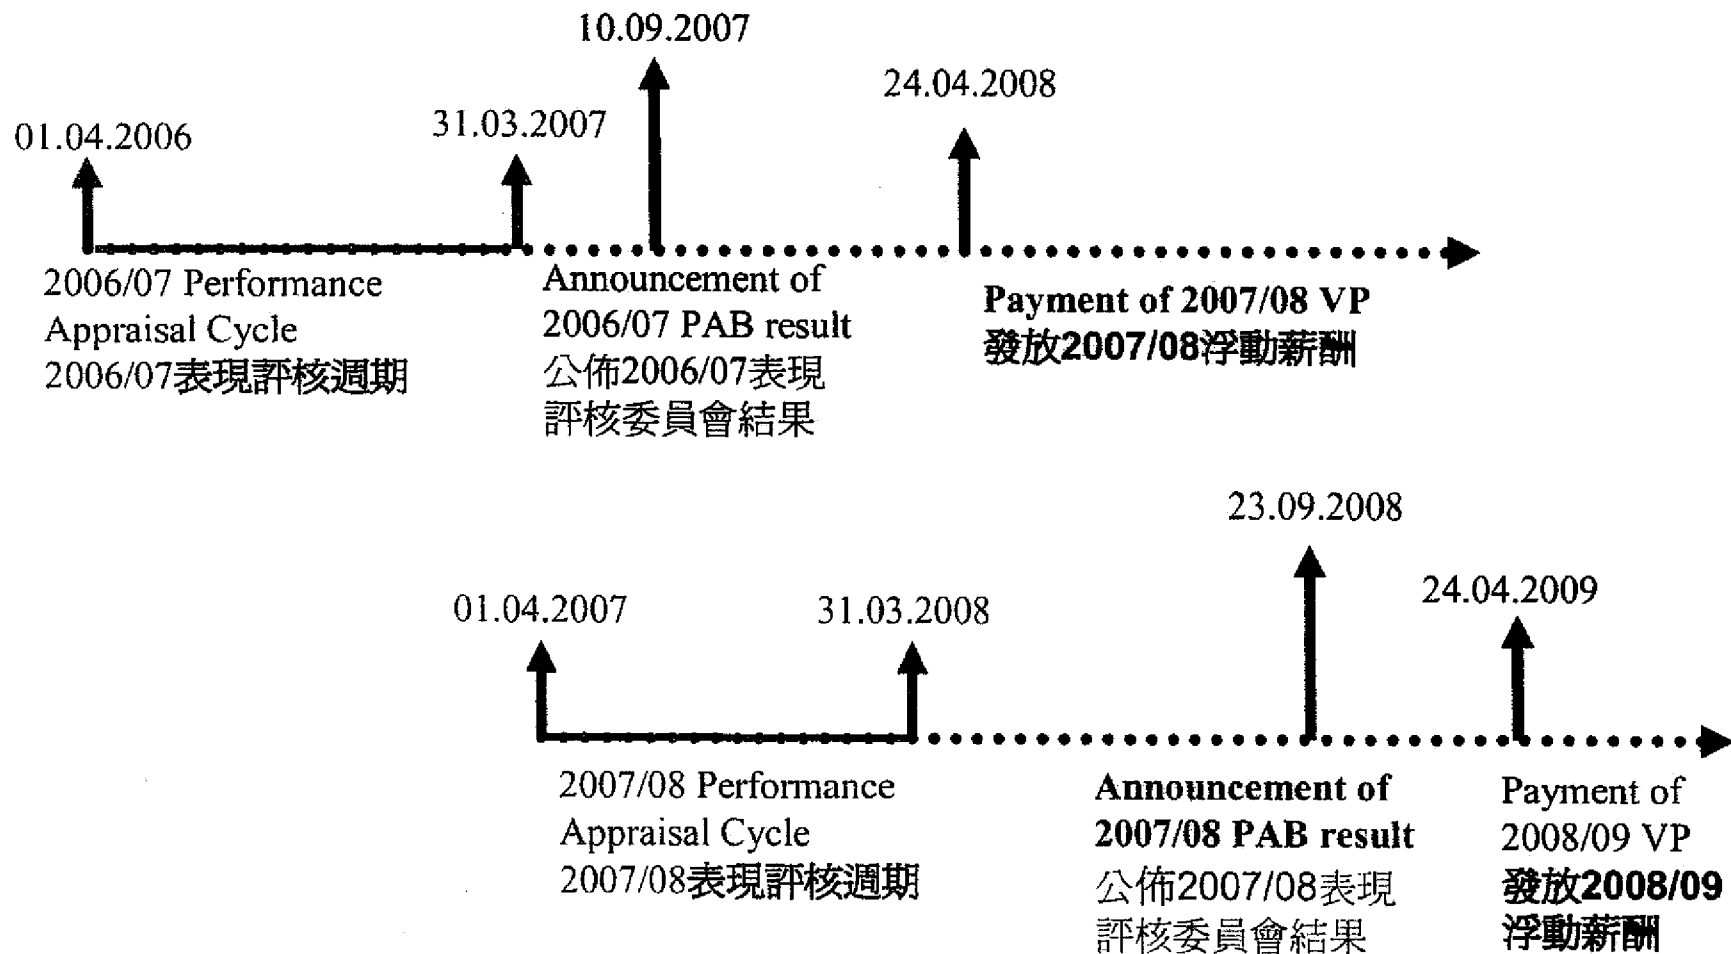 10.09.2007
24.04.2008
01.04.2006
31.03.2007
2006/07 Performance
Appraisal Cycle
2006/07表現評核週期
Announcement of
2006/07 PAB result
公佈2006/07表現
評核委員會結果
Payment of 2007/08 VP
發放2007/08浮動薪酬
23.09.2008
24.04.2009
01.04.2007
31.03.2008
2007/08 Performance
Appraisal Cycle
2007/08表現評核週期
Announcement of
2007/08 PAB result
公佈2007/08表現
評核委員會結果
Payment of
2008/09 VP
發放2008/09
浮動薪酬